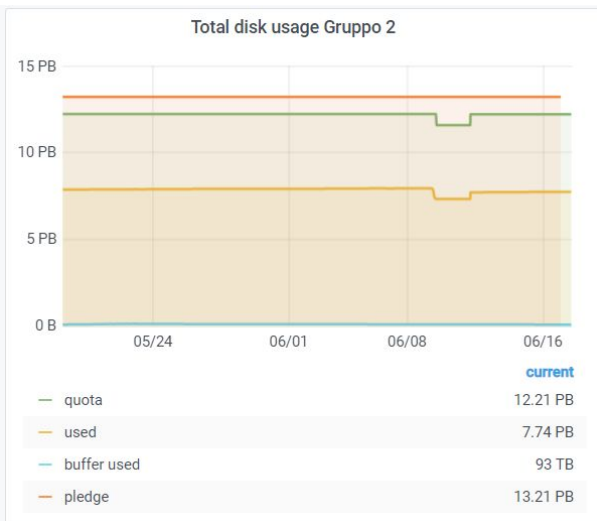 Total disk usage Gruppo 2
15 PB
10 PB
5 PB
0 B
05/24 06/01 06/08 06/16
current
quota 12.21 PB
used 7.74 PB
buffer used 93 TB
pledge 13.21 PB